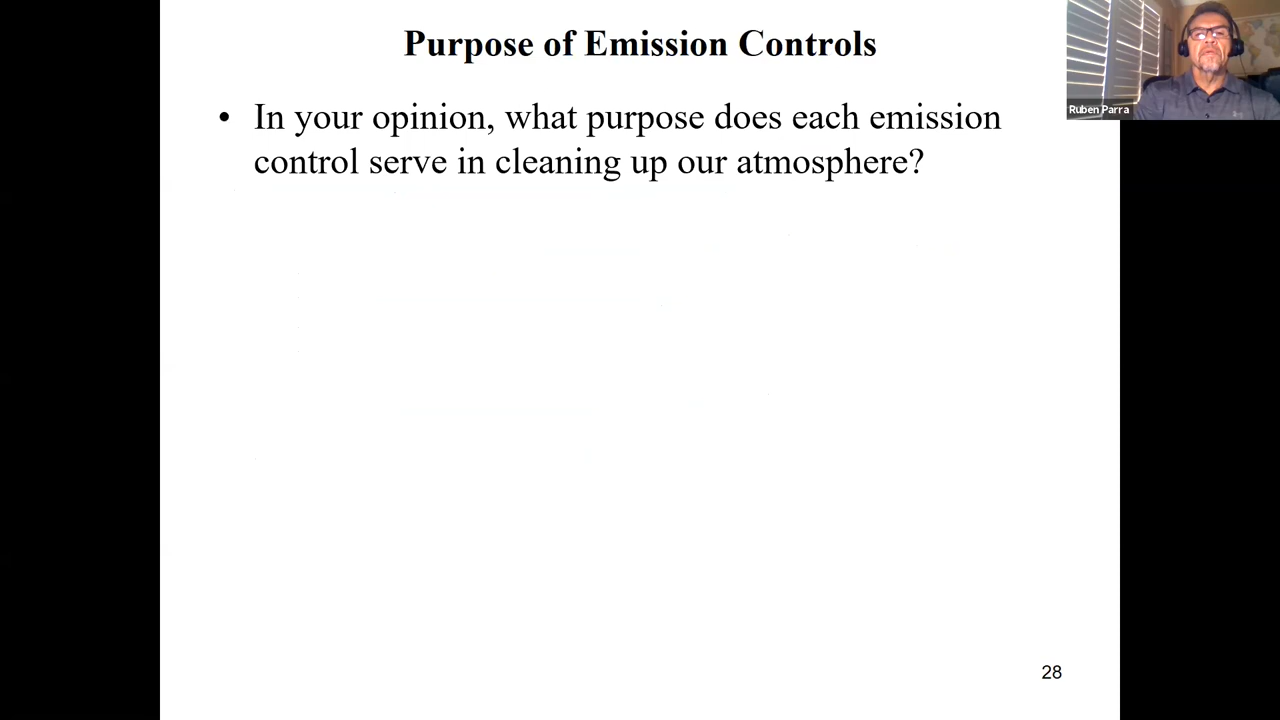 Purpose of Emission Controls
• In your opinion, what purpose does each emission
control serve in cleaning up our atmosphere?
Ruben Parra
28